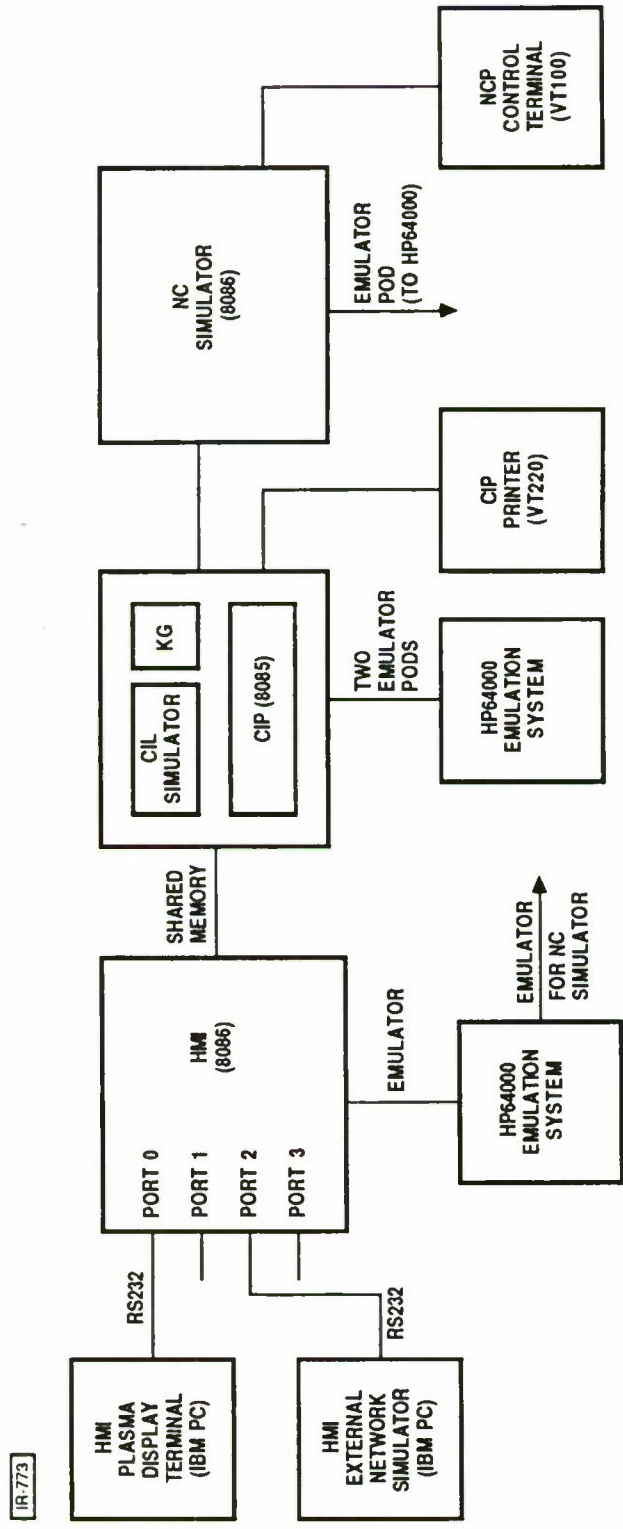 IR-773
HMI
PLASMA
DISPLAY
TERMINAL
(IBM PC)
RS232
HMI
EXTERNAL
NETWORK
SIMULATOR
(IBM PC)
RS232
PORT 0
PORT 1
PORT 2
PORT 3
HMI
(8086)
EMULATOR
HP64000
EMULATION
SYSTEM
EMULATOR
FOR NC
SIMULATOR
SHARED
MEMORY
CIL
SIMULATOR
KG
CIP (8085)
TWO
EMULATOR
PODS
HP64000
EMULATION
SYSTEM
CIP
PRINTER
(VT220)
NC
SIMULATOR
(8086)
EMULATOR
POD
(TO HP64000)
NCP
CONTROL
TERMINAL
(VT100)